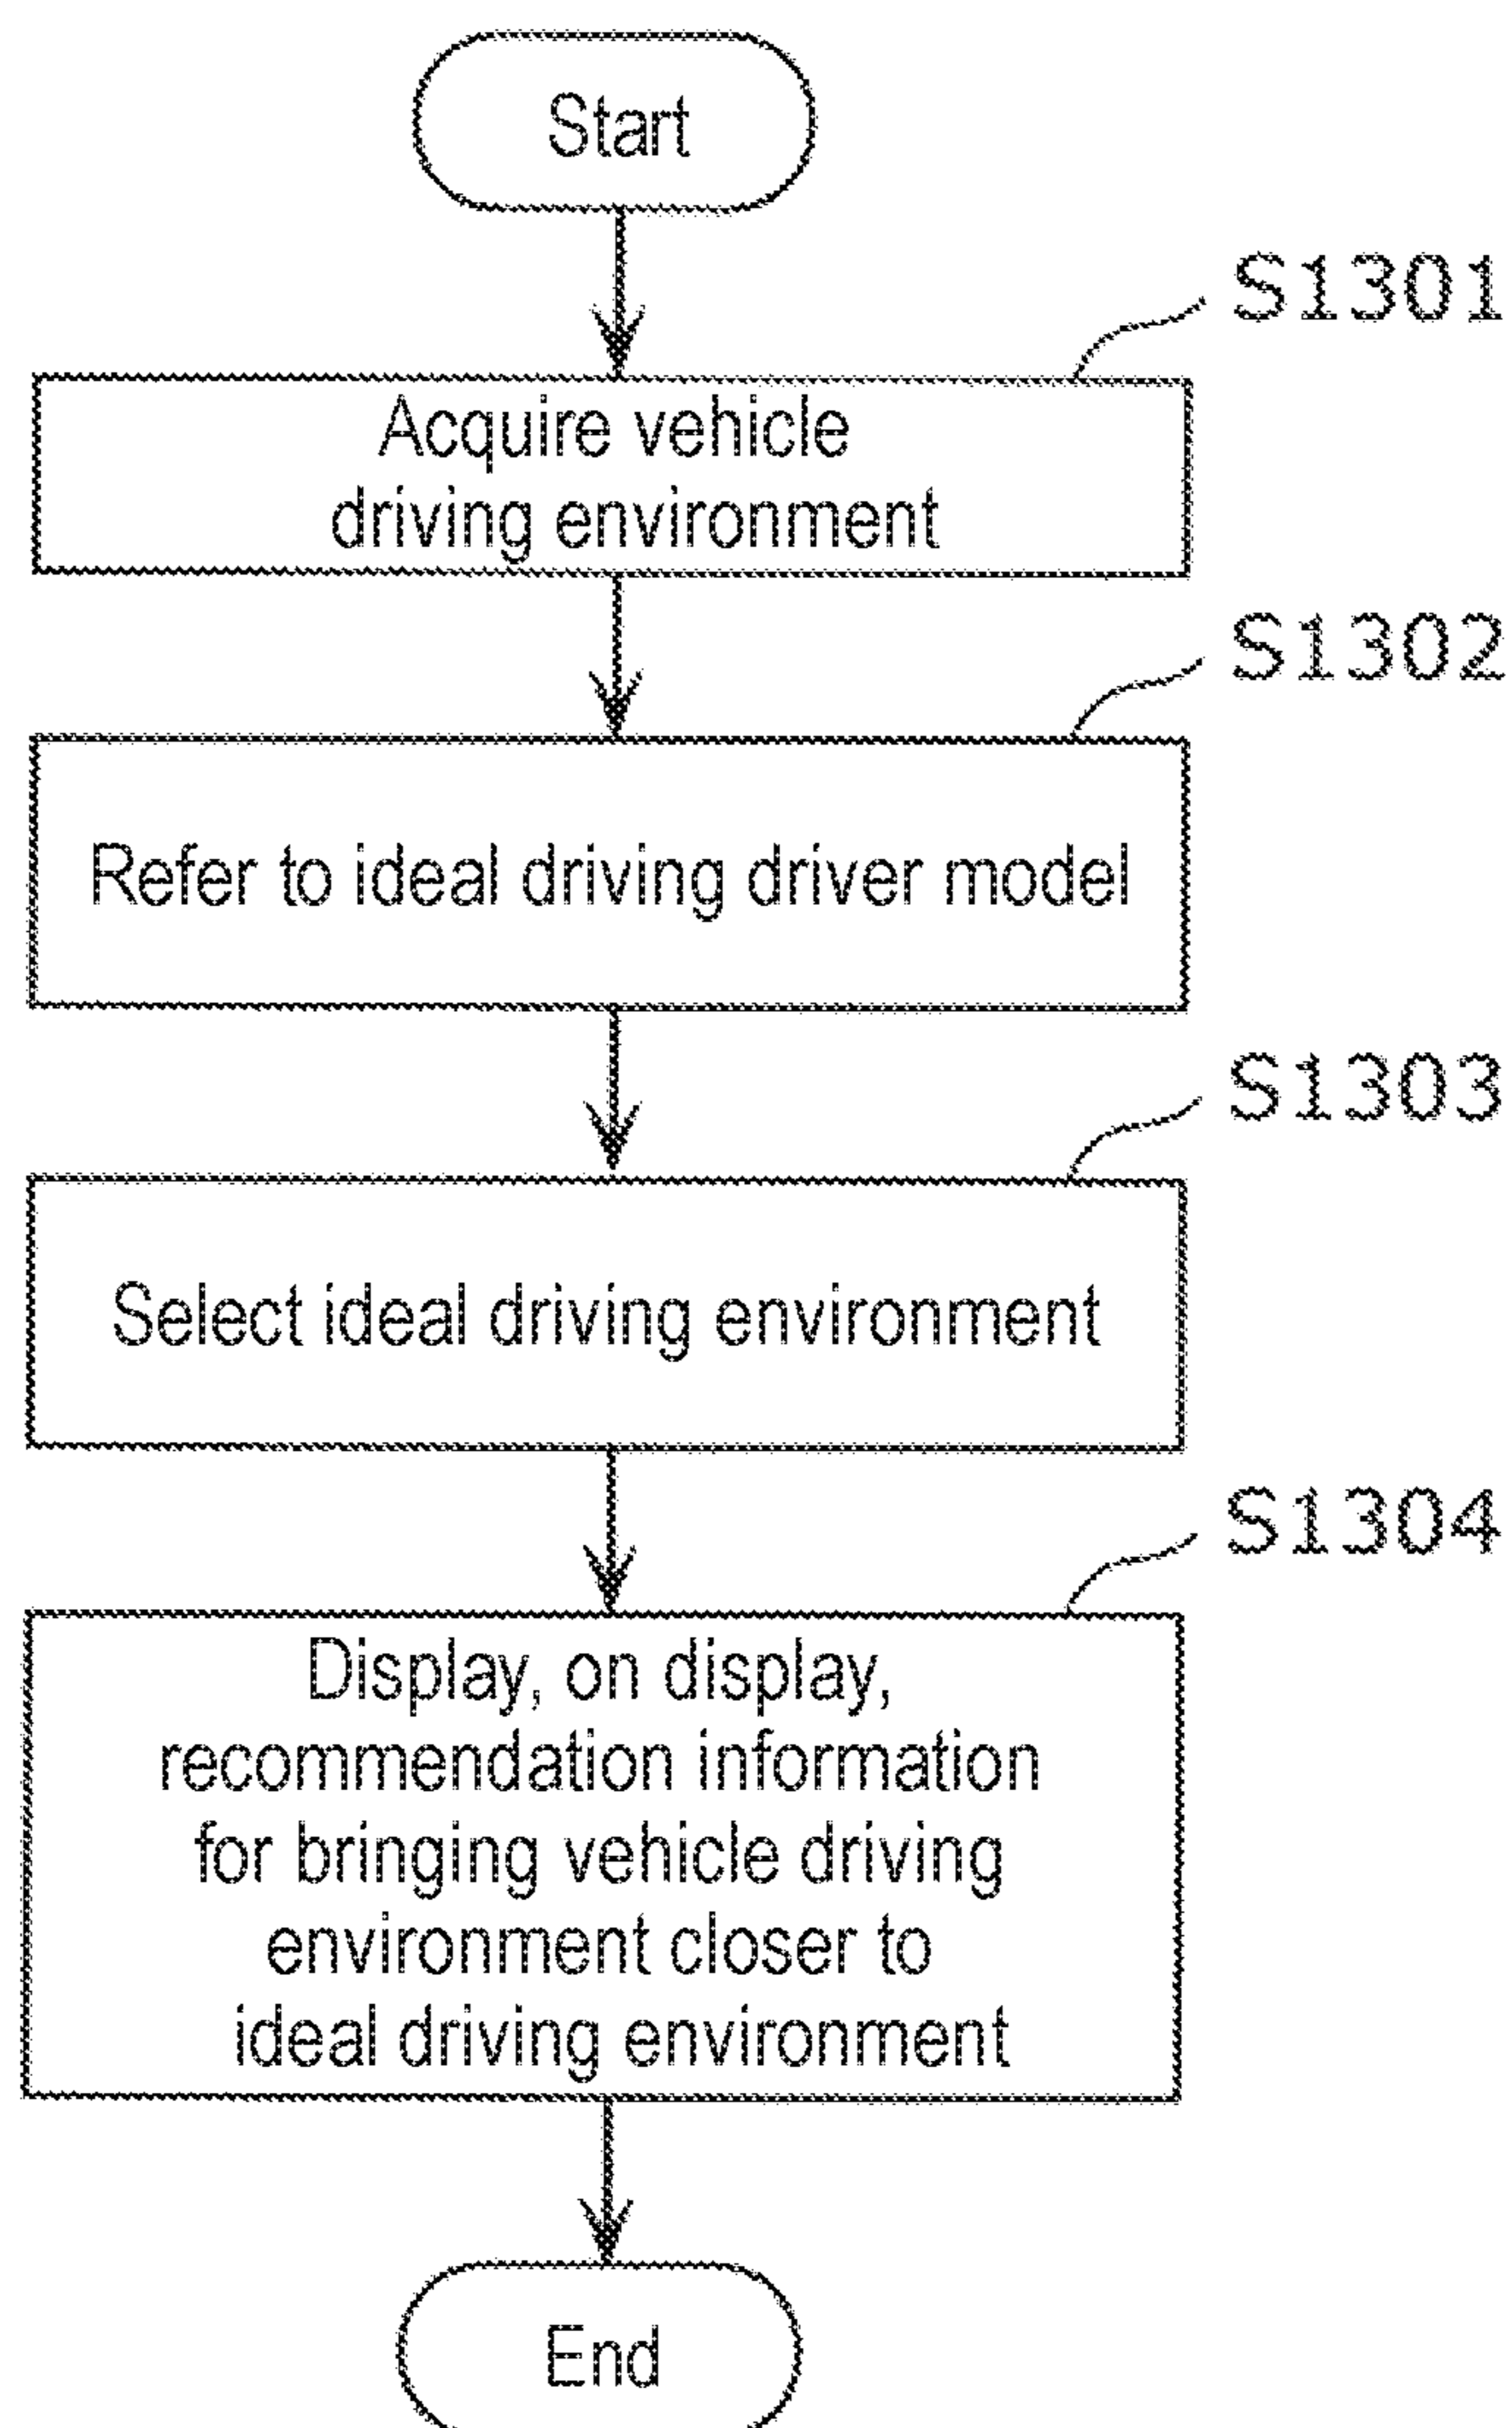 Start
S1301
Acquire vehicle
driving environment
S1302
Refer to ideal driving driver model
S1303
Select ideal driving environment
S1304
Display, on display,
recommendation information
for bringing vehicle driving
environment closer to
ideal driving environment
End